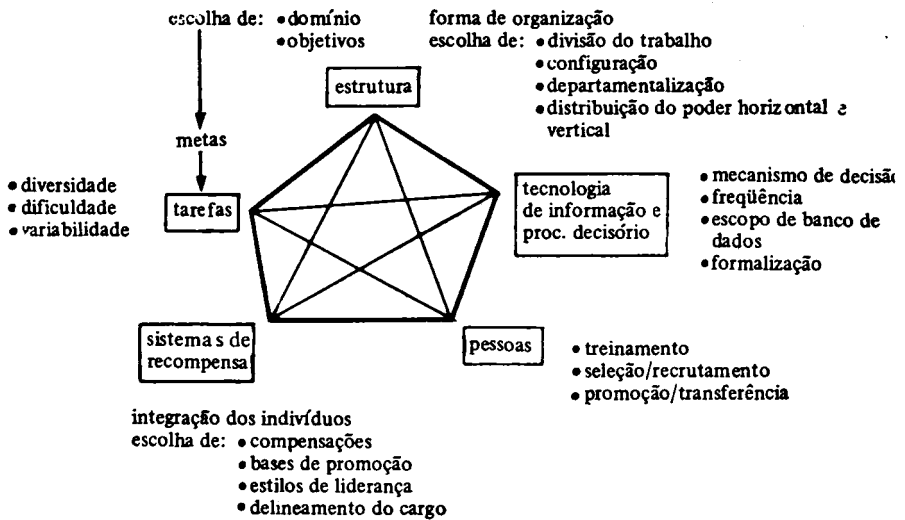 escolha de: • domínio
• objetivos
forma de organização
escolha de: • divisão do trabalho
• configuração
• departamentalização
• distribuição do poder horizontal e
vertical
estrutura
metas
• diversidade
• dificuldade
• variabilidade
tarefas
tecnologia
de informação e
proc. decisório
• mecanismo de decisã
• freqüência
• escopo de banco de
dados
• formalização
sistemas de
recompensa
pessoas
• treinamento
• seleção/recrutamento
• promoção/transferência
integração dos indivíduos
escolha de: • compensações
• bases de promoção
• estilos de liderança
• delineamento do cargo